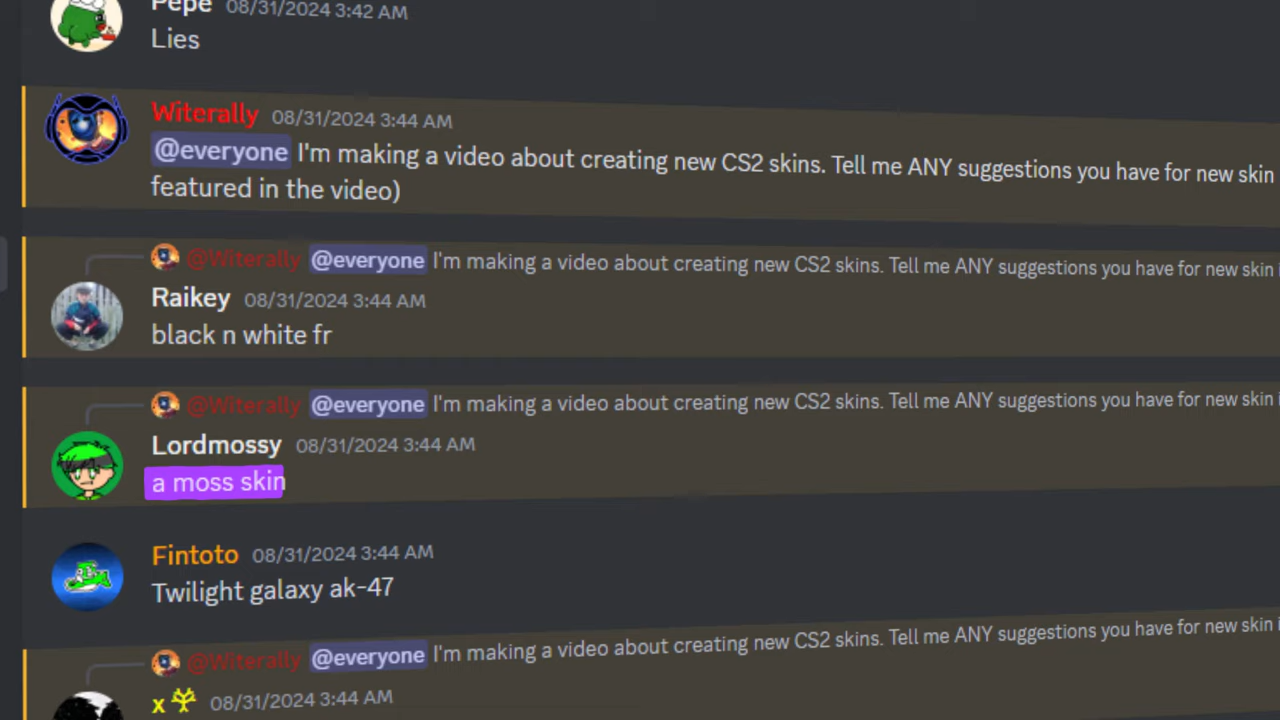 Pepe 08/31/2024 3:42 AM
Lies
Witerally 08/31/2024 3:44 AM
@everyone I'm making a video about creating new CS2 skins. Tell me ANY suggestions you have for new skin
featured in the video)
@Witerally @everyone I'm making a video about creating new CS2 skins. Tell me ANY suggestions you have for new skin
Raikey 08/31/2024 3:44 AM
black n white fr
@Witerally @everyone I'm making a video about creating new CS2 skins. Tell me ANY suggestions you have for new skin
Lordmossy 08/31/2024 3:44 AM
a moss skin
Fintoto 08/31/2024 3:44 AM
Twilight galaxy ak-47
@Witerally @everyone I'm making a video about creating new CS2 skins. Tell me ANY suggestions you have for new skin
x 08/31/2024 3:44 AM